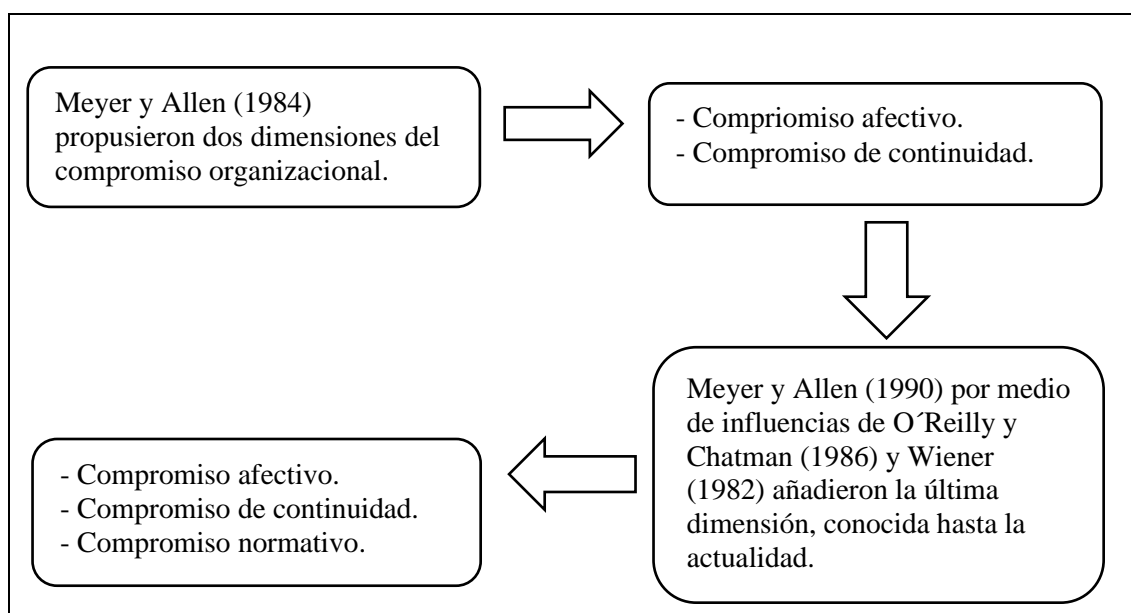 Meyer y Allen (1984)
propusieron dos dimensiones del
compromiso organizacional.
- Compriomiso afectivo.
- Compromiso de continuidad.
Meyer y Allen (1990) por medio
de influencias de O´Reilly y
Chatman (1986) y Wiener
(1982) añadieron la última
dimensión, conocida hasta la
actualidad.
- Compromiso afectivo.
- Compromiso de continuidad.
- Compromiso normativo.